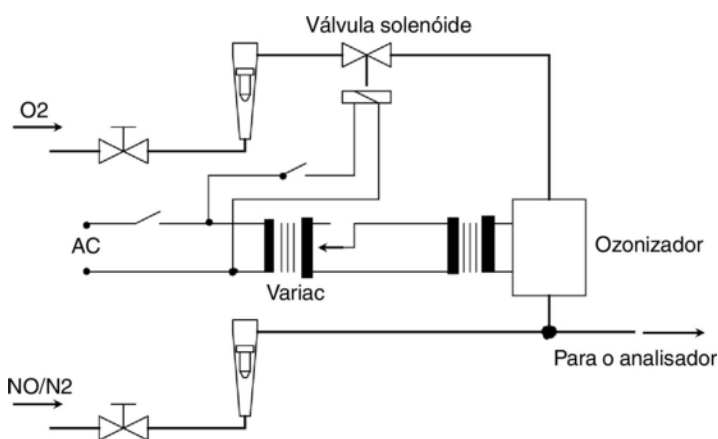 Válvula solenóide
O2
AC
Variac
Ozonizador
Para o analisador
NO/N2